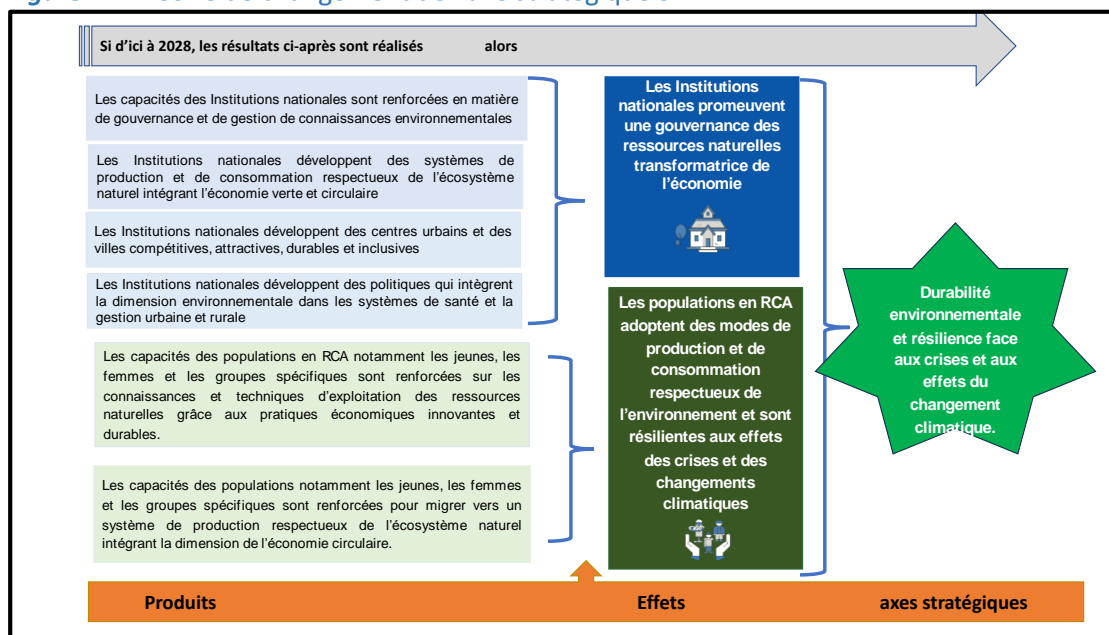 Si d'ici à 2028, les résultats ci-après sont réalisés alors
Les capacités des Institutions nationales sont renforcées en matière
de gouvernance et de gestion de connaissances environnementales
Les Institutions nationales développent des systèmes de
production et de consommation respectueux de l'écosystème
naturel intégrant l'économie verte et circulaire
Les Institutions nationales développent des centres urbains et des
villes compétitives, attractives, durables et inclusives
Les Institutions nationales développent des politiques qui intègrent
la dimension environnementale dans les systèmes de santé et la
gestion urbaine et rurale
Les capacités des populations en RCA notamment les jeunes, les
femmes et les groupes spécifiques sont renforcées sur les
connaissances et techniques d'exploitation des ressources
naturelles grâce aux pratiques économiques innovantes et
durables.
Les capacités des populations notamment les jeunes, les femmes
et les groupes spécifiques sont renforcées pour migrer vers un
système de production respectueux de l'écosystème naturel
intégrant la dimension de l'économie circulaire.
Les Institutions
nationales promeuvent
une gouvernance des
ressources naturelles
transformatrice de
l'économie
Les populations en RCA
adoptent des modes de
production et de
consommation
respectueux de
l'environnement et sont
résilientes aux effets
des crises et des
changements
climatiques
Durabilité
environnementale
et résilience face
aux crises et aux
effets du
changement
climatique.
Produits Effets axes stratégiques